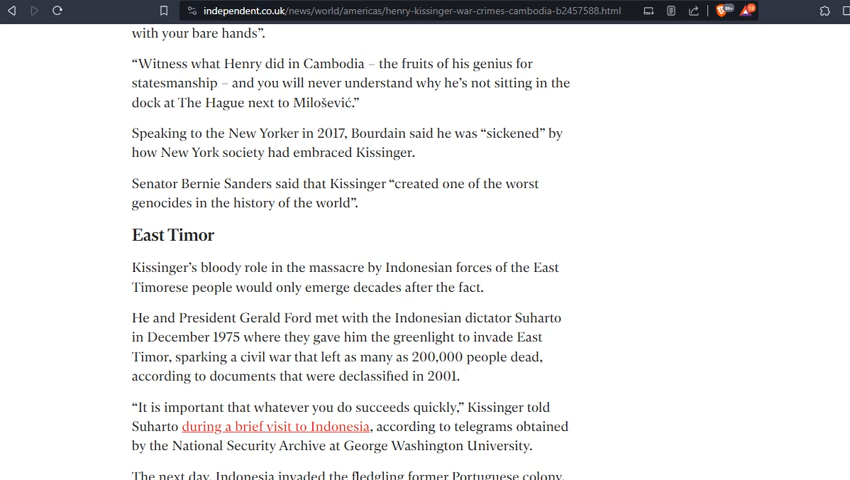 independent.co.uk/news/world/americas/henry-kissinger-war-crimes-cambodia-b2457588.html
with your bare hands”.
“Witness what Henry did in Cambodia – the fruits of his genius for
statesmanship – and you will never understand why he’s not sitting in the
dock at The Hague next to Milošević.”
Speaking to the New Yorker in 2017, Bourdain said he was “sickened” by
how New York society had embraced Kissinger.
Senator Bernie Sanders said that Kissinger “created one of the worst
genocides in the history of the world”.
East Timor
Kissinger’s bloody role in the massacre by Indonesian forces of the East
Timorese people would only emerge decades after the fact.
He and President Gerald Ford met with the Indonesian dictator Suharto
in December 1975 where they gave him the greenlight to invade East
Timor, sparking a civil war that left as many as 200,000 people dead,
according to documents that were declassified in 2001.
“It is important that whatever you do succeeds quickly,” Kissinger told
Suharto during a brief visit to Indonesia, according to telegrams obtained
by the National Security Archive at George Washington University.
The next day, Indonesia invaded the fledgling former Portuguese colony,